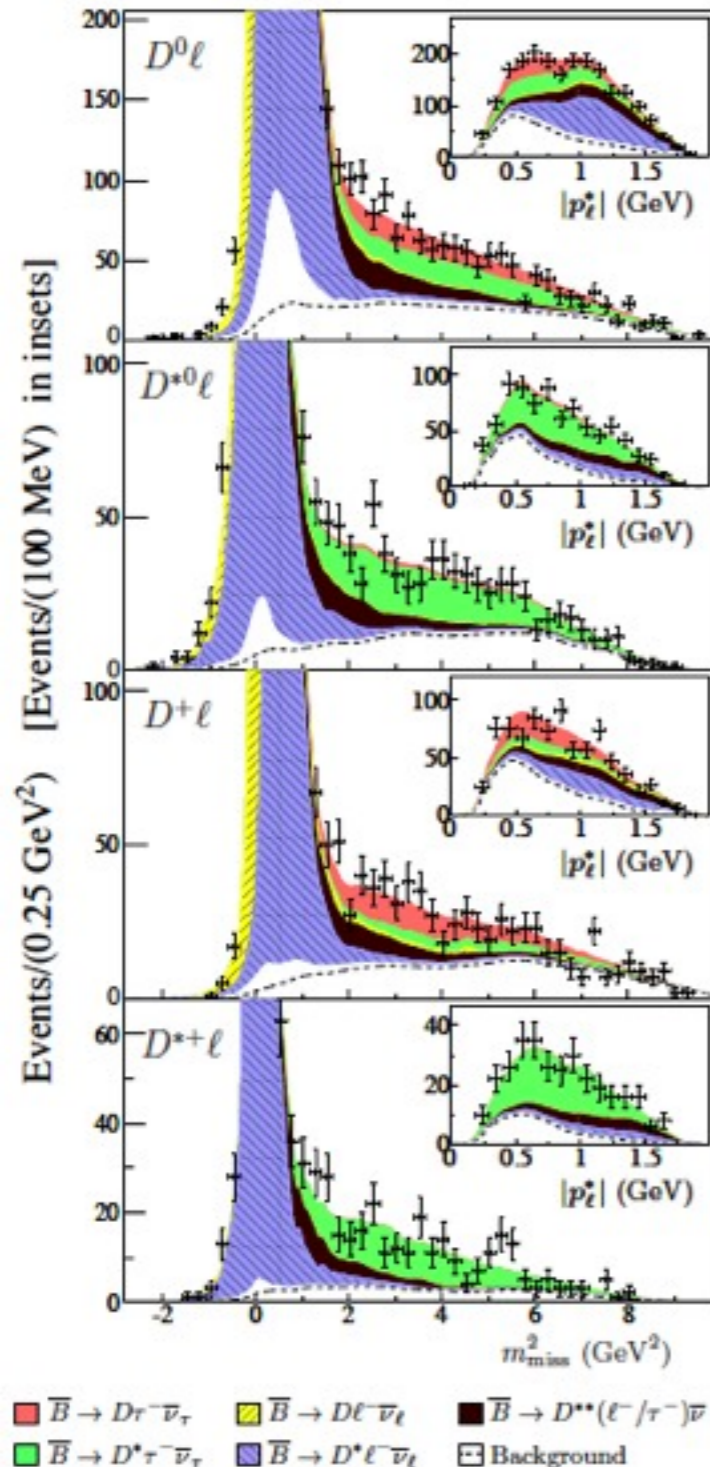 Events/(0.25 GeV²) [Events/(100 MeV) in insets]
D⁰ℓ
200
150
100
50
0
200
100
0
0 0.5 1 1.5
|p*ℓ| (GeV)
D*⁰ℓ
100
50
0
100
50
0
0 0.5 1 1.5
|p*ℓ| (GeV)
D⁺ℓ
100
50
0
100
50
0
0 0.5 1 1.5
|p*ℓ| (GeV)
D*⁺ℓ
60
40
20
0
40
20
0
0 0.5 1 1.5
|p*ℓ| (GeV)
-2 0 2 4 6 8
m²miss (GeV²)
B̅ → Dτ⁻ν̅τ B̅ → Dℓ⁻ν̅ℓ B̅ → D**(ℓ⁻/τ⁻)ν̅
B̅ → D*τ⁻ν̅τ B̅ → D*ℓ⁻ν̅ℓ Background